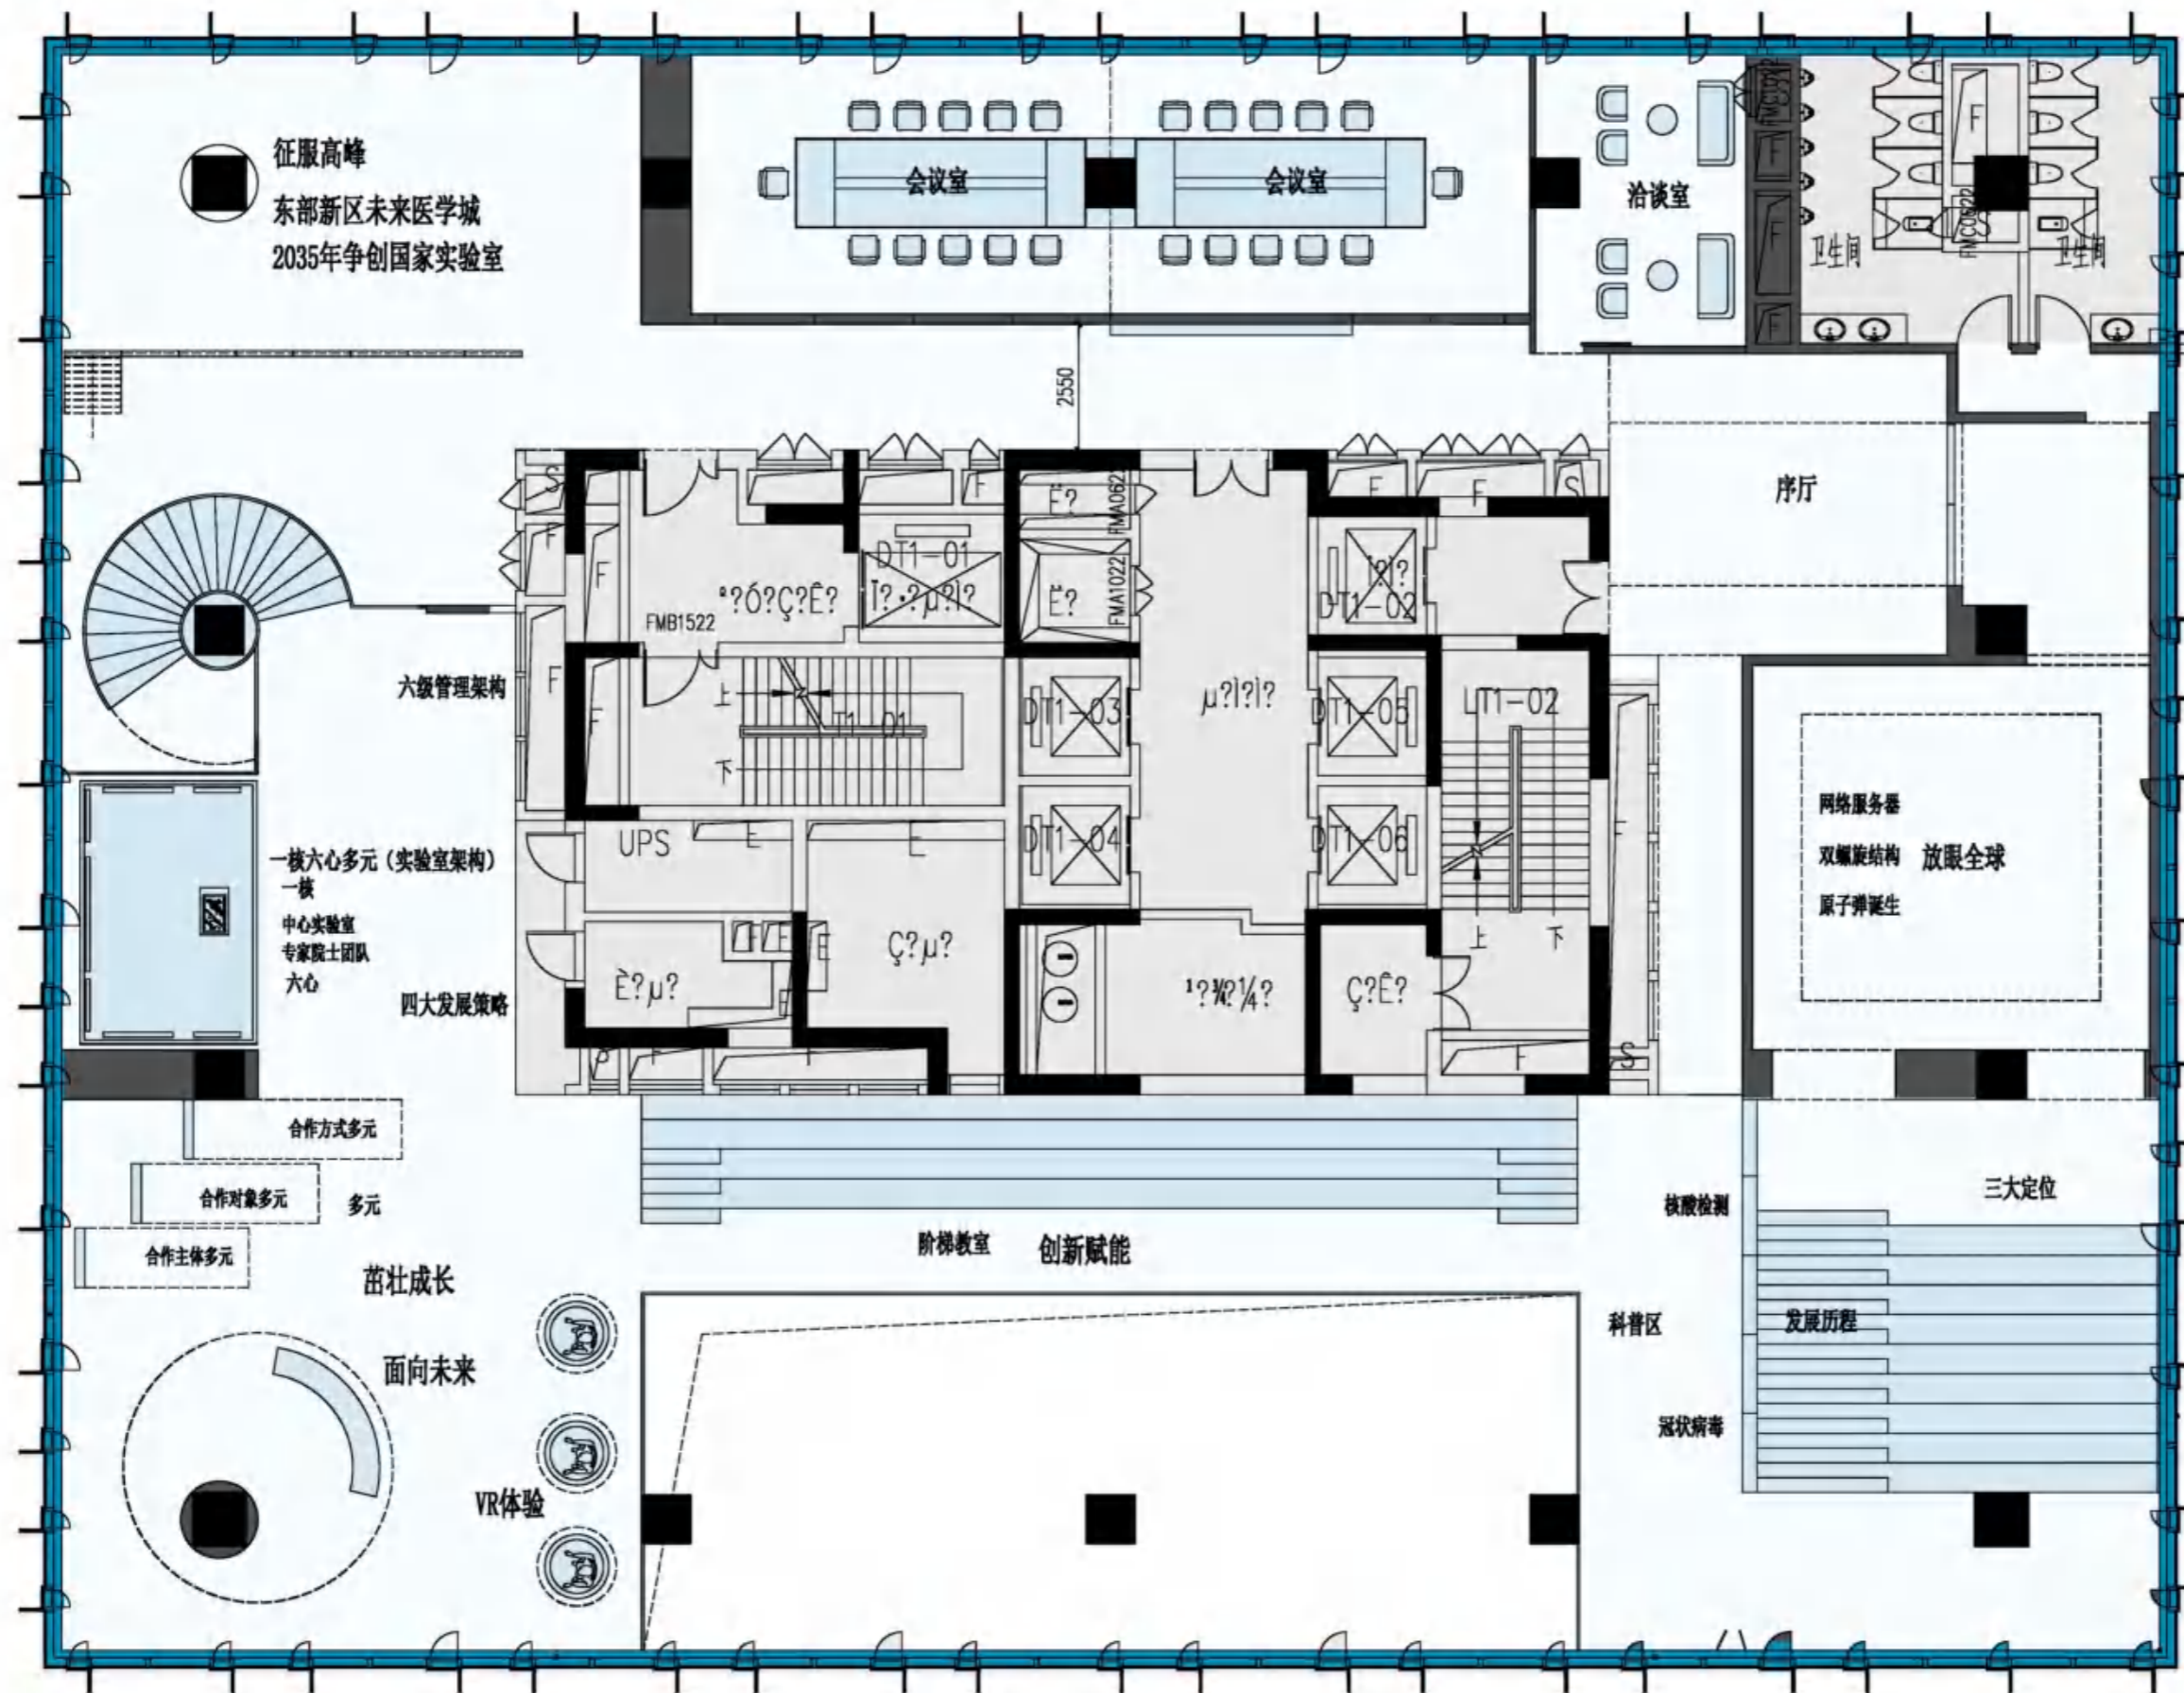 征服高峰
东部新区未来医学城
2035年争创国家实验室
会议室
会议室
洽谈室
F
F
F
F
卫生间
卫生间
FMC0622
2550
序厅
S
F
F
F
F
F
FMB1522
ª?Ó?Ç?Ê?
DT1-01
Ì?·?µ?Ì?
F
Ë?
FMA0622
Ë?
FMA1022
F
F
S
Ì?Ì?
DT1-02
六级管理架构
上
下
LT1-01
DT1-03
DT1-04
µ?Ì?Ì?
DT1-05
DT1-06
LT1-02
上
下
F
网络服务器
双螺旋结构
放眼全球
原子弹诞生
一核六心多元（实验室架构）
一核
中心实验室
专家院士团队
六心
四大发展策略
UPS
E
E
E
È?µ?
Ç?µ?
¹?¾?¼?
Ç?Ê?
F
F
F
S
合作方式多元
合作对象多元
多元
合作主体多元
茁壮成长
面向未来
VR体验
阶梯教室
创新赋能
核酸检测
三大定位
科普区
发展历程
冠状病毒